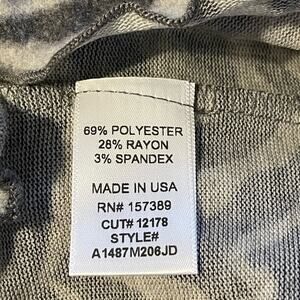 69% POLYESTER
28% RAYON
3% SPANDEX
MADE IN USA
RN# 157389
CUT# 12178
STYLE#
A1487M206JD